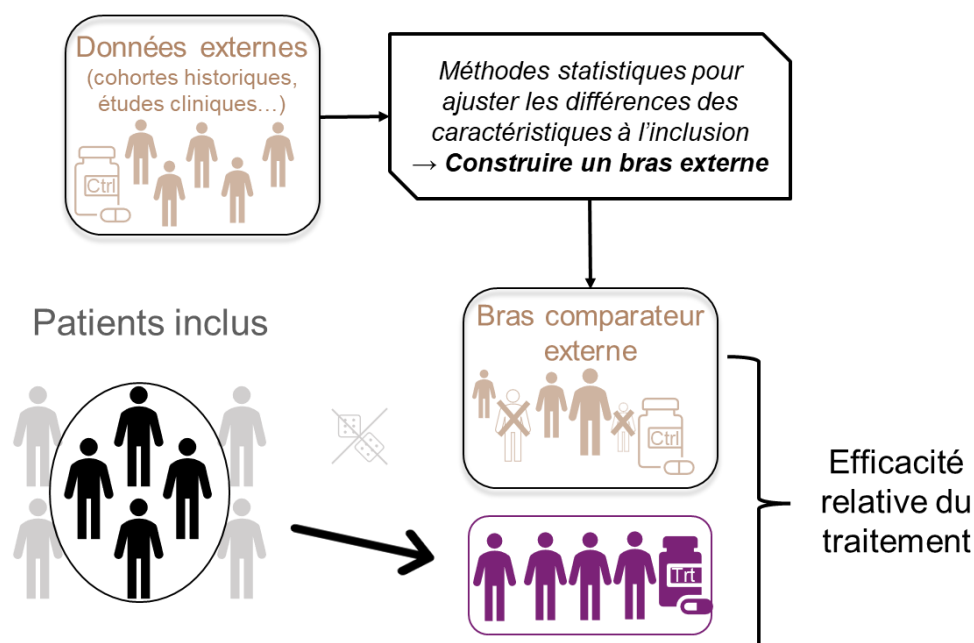 Données externes
(cohortes historiques,
études cliniques…)
Ctrl
Méthodes statistiques pour
ajuster les différences des
caractéristiques à l’inclusion
→ Construire un bras externe
Patients inclus
Bras comparateur
externe
Ctrl
Trt
Efficacité
relative du
traitement